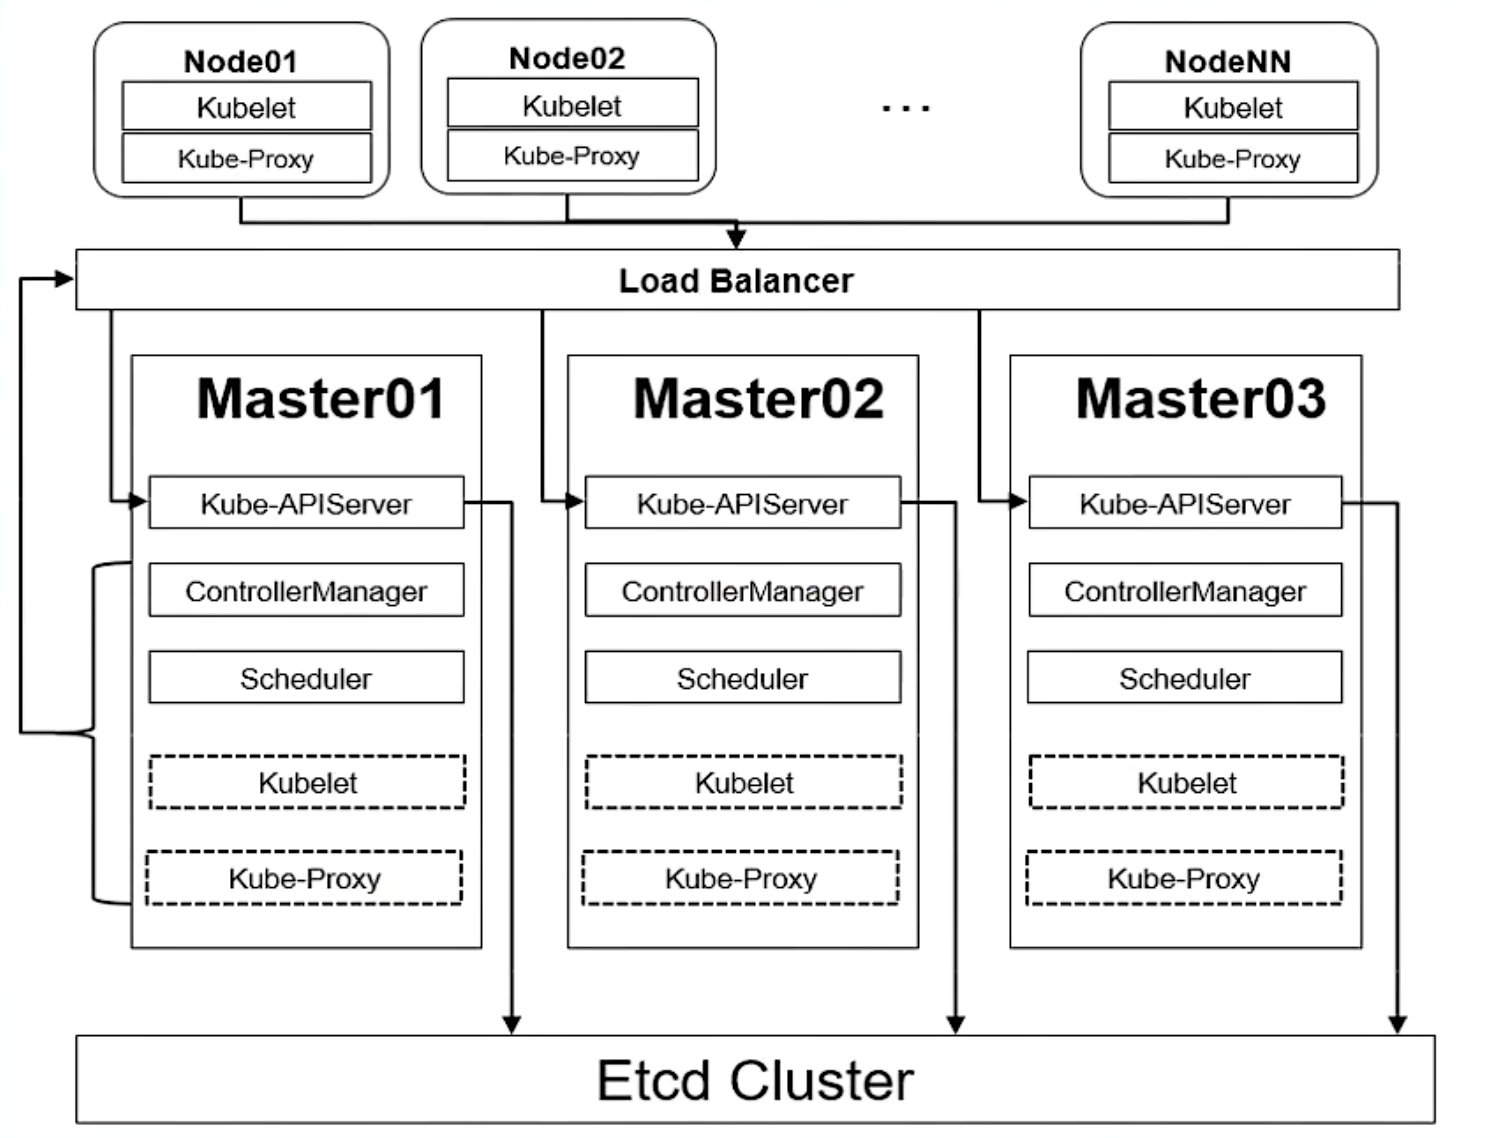 Node01
Kubelet
Kube-Proxy
Node02
Kubelet
Kube-Proxy
...
NodeNN
Kubelet
Kube-Proxy
Load Balancer
Master01
Kube-APIServer
ControllerManager
Scheduler
Kubelet
Kube-Proxy
Master02
Kube-APIServer
ControllerManager
Scheduler
Kubelet
Kube-Proxy
Master03
Kube-APIServer
ControllerManager
Scheduler
Kubelet
Kube-Proxy
Etcd Cluster